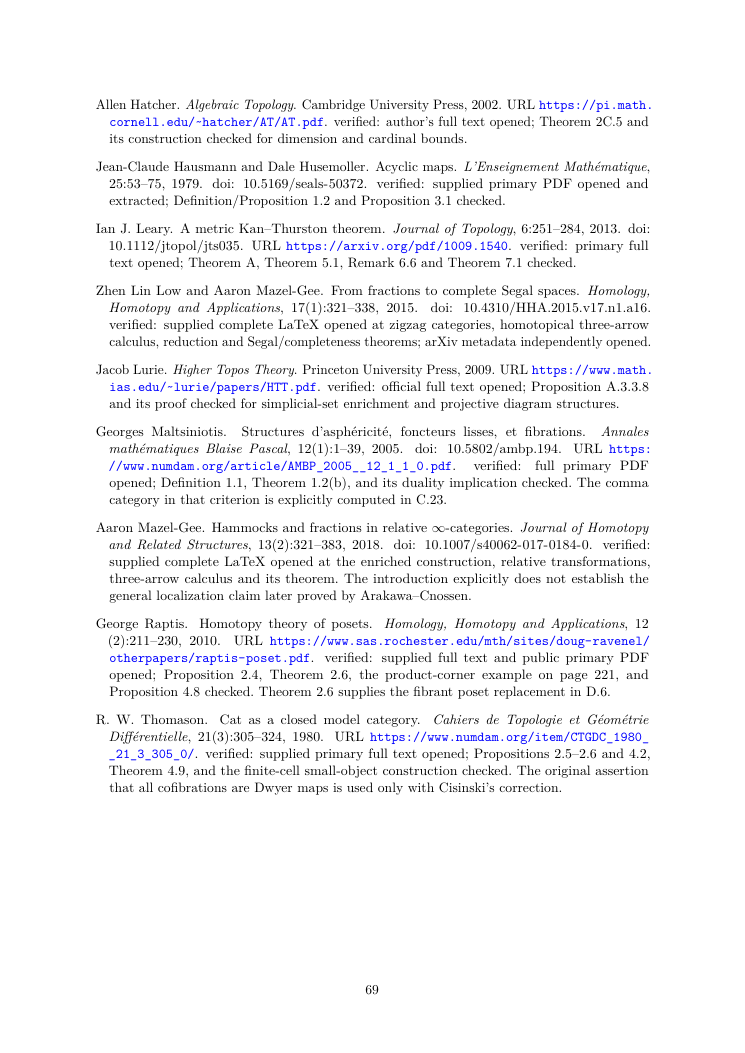 Allen Hatcher. Algebraic Topology. Cambridge University Press, 2002. URL https://pi.math.
cornell.edu/~hatcher/AT/AT.pdf. verified: author's full text opened; Theorem 2C.5 and
its construction checked for dimension and cardinal bounds.
Jean-Claude Hausmann and Dale Husemoller. Acyclic maps. L'Enseignement Mathématique,
25:53–75, 1979. doi: 10.5169/seals-50372. verified: supplied primary PDF opened and
extracted; Definition/Proposition 1.2 and Proposition 3.1 checked.
Ian J. Leary. A metric Kan–Thurston theorem. Journal of Topology, 6:251–284, 2013. doi:
10.1112/jtopol/jts035. URL https://arxiv.org/pdf/1009.1540. verified: primary full
text opened; Theorem A, Theorem 5.1, Remark 6.6 and Theorem 7.1 checked.
Zhen Lin Low and Aaron Mazel-Gee. From fractions to complete Segal spaces. Homology,
Homotopy and Applications, 17(1):321–338, 2015. doi: 10.4310/HHA.2015.v17.n1.a16.
verified: supplied complete LaTeX opened at zigzag categories, homotopical three-arrow
calculus, reduction and Segal/completeness theorems; arXiv metadata independently opened.
Jacob Lurie. Higher Topos Theory. Princeton University Press, 2009. URL https://www.math.
ias.edu/~lurie/papers/HTT.pdf. verified: official full text opened; Proposition A.3.3.8
and its proof checked for simplicial-set enrichment and projective diagram structures.
Georges Maltsiniotis. Structures d'asphéricité, foncteurs lisses, et fibrations. Annales
mathématiques Blaise Pascal, 12(1):1–39, 2005. doi: 10.5802/ambp.194. URL https:
//www.numdam.org/article/AMBP_2005__12_1_1_0.pdf. verified: full primary PDF
opened; Definition 1.1, Theorem 1.2(b), and its duality implication checked. The comma
category in that criterion is explicitly computed in C.23.
Aaron Mazel-Gee. Hammocks and fractions in relative ∞-categories. Journal of Homotopy
and Related Structures, 13(2):321–383, 2018. doi: 10.1007/s40062-017-0184-0. verified:
supplied complete LaTeX opened at the enriched construction, relative transformations,
three-arrow calculus and its theorem. The introduction explicitly does not establish the
general localization claim later proved by Arakawa–Cnossen.
George Raptis. Homotopy theory of posets. Homology, Homotopy and Applications, 12
(2):211–230, 2010. URL https://www.sas.rochester.edu/mth/sites/doug-ravenel/
otherpapers/raptis-poset.pdf. verified: supplied full text and public primary PDF
opened; Proposition 2.4, Theorem 2.6, the product-corner example on page 221, and
Proposition 4.8 checked. Theorem 2.6 supplies the fibrant poset replacement in D.6.
R. W. Thomason. Cat as a closed model category. Cahiers de Topologie et Géométrie
Différentielle, 21(3):305–324, 1980. URL https://www.numdam.org/item/CTGDC_1980_
_21_3_305_0/. verified: supplied primary full text opened; Propositions 2.5–2.6 and 4.2,
Theorem 4.9, and the finite-cell small-object construction checked. The original assertion
that all cofibrations are Dwyer maps is used only with Cisinski's correction.
69